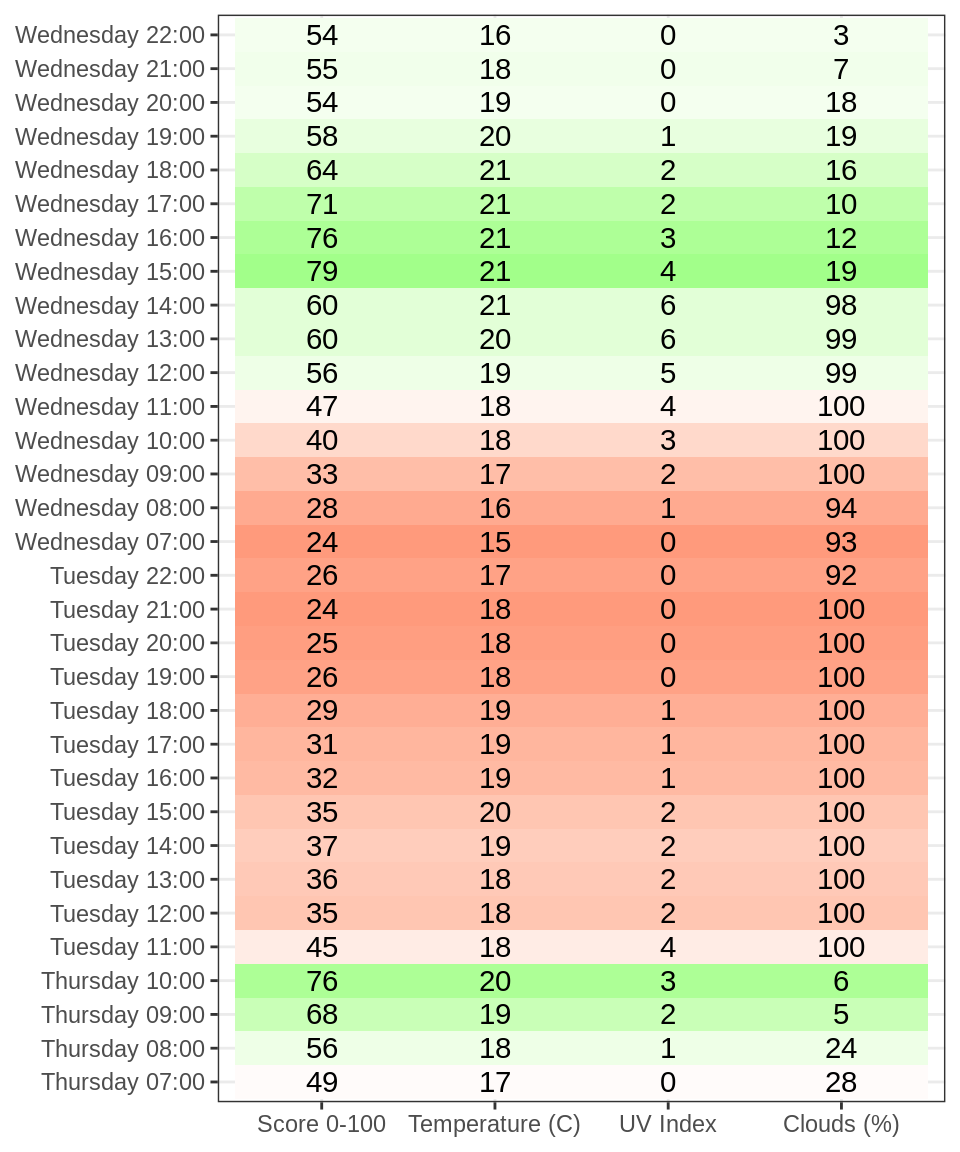 Wednesday 22:00 54 16 0 3
Wednesday 21:00 55 18 0 7
Wednesday 20:00 54 19 0 18
Wednesday 19:00 58 20 1 19
Wednesday 18:00 64 21 2 16
Wednesday 17:00 71 21 2 10
Wednesday 16:00 76 21 3 12
Wednesday 15:00 79 21 4 19
Wednesday 14:00 60 21 6 98
Wednesday 13:00 60 20 6 99
Wednesday 12:00 56 19 5 99
Wednesday 11:00 47 18 4 100
Wednesday 10:00 40 18 3 100
Wednesday 09:00 33 17 2 100
Wednesday 08:00 28 16 1 94
Wednesday 07:00 24 15 0 93
Tuesday 22:00 26 17 0 92
Tuesday 21:00 24 18 0 100
Tuesday 20:00 25 18 0 100
Tuesday 19:00 26 18 0 100
Tuesday 18:00 29 19 1 100
Tuesday 17:00 31 19 1 100
Tuesday 16:00 32 19 1 100
Tuesday 15:00 35 20 2 100
Tuesday 14:00 37 19 2 100
Tuesday 13:00 36 18 2 100
Tuesday 12:00 35 18 2 100
Tuesday 11:00 45 18 4 100
Thursday 10:00 76 20 3 6
Thursday 09:00 68 19 2 5
Thursday 08:00 56 18 1 24
Thursday 07:00 49 17 0 28
Score 0-100 Temperature (C) UV Index Clouds (%)